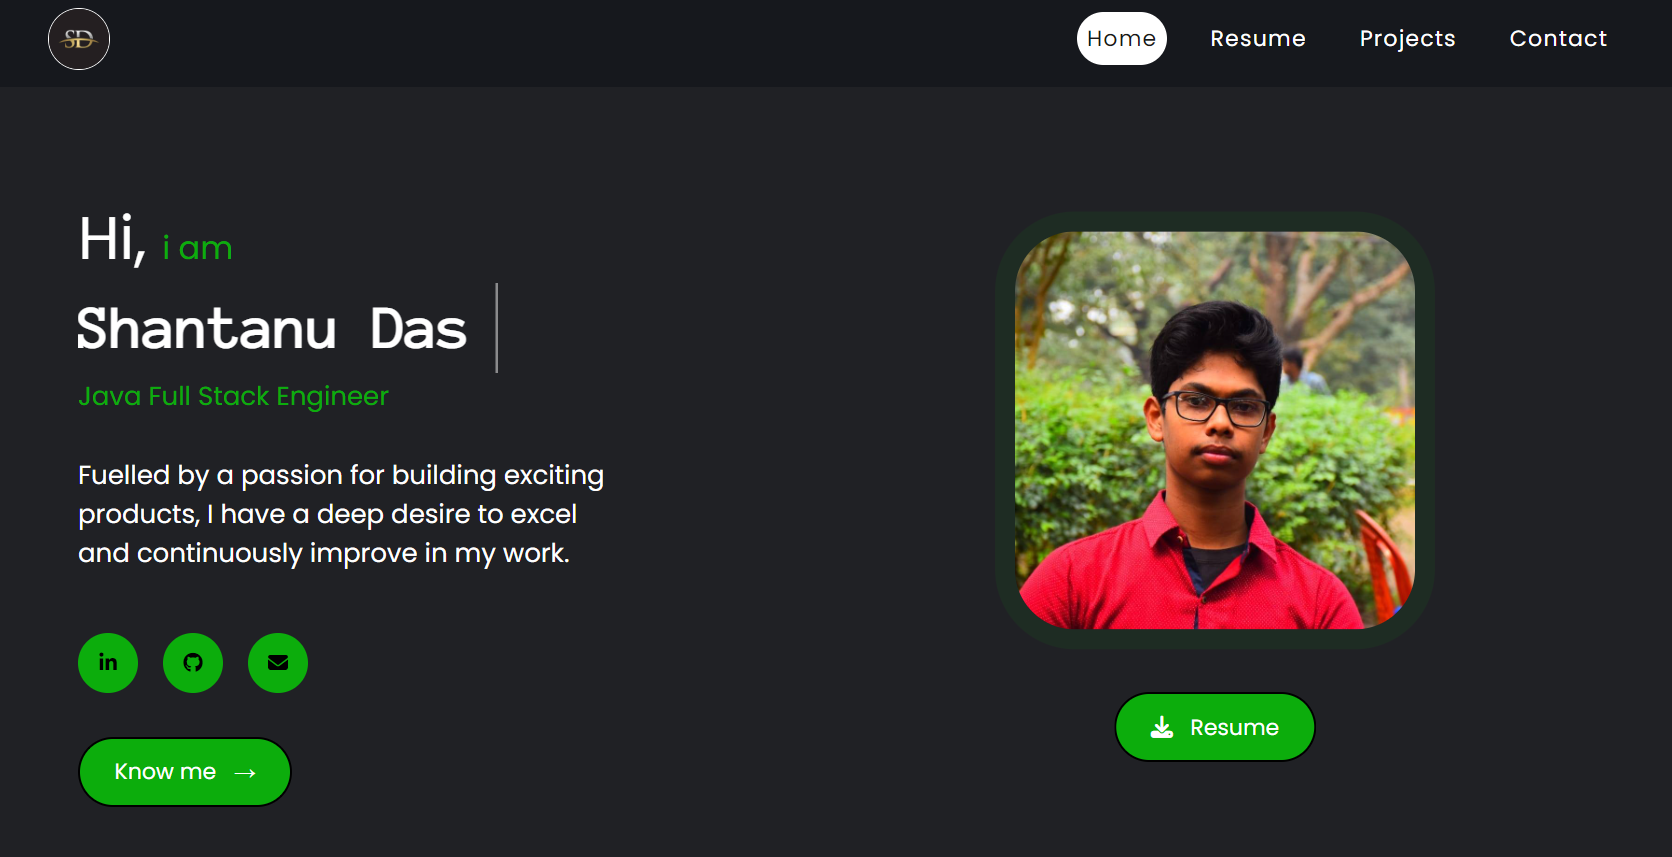 SD
Home Resume Projects Contact
Hi, i am
Shantanu Das
Java Full Stack Engineer
Fuelled by a passion for building exciting
products, I have a deep desire to excel
and continuously improve in my work.
in
Know me →
Resume